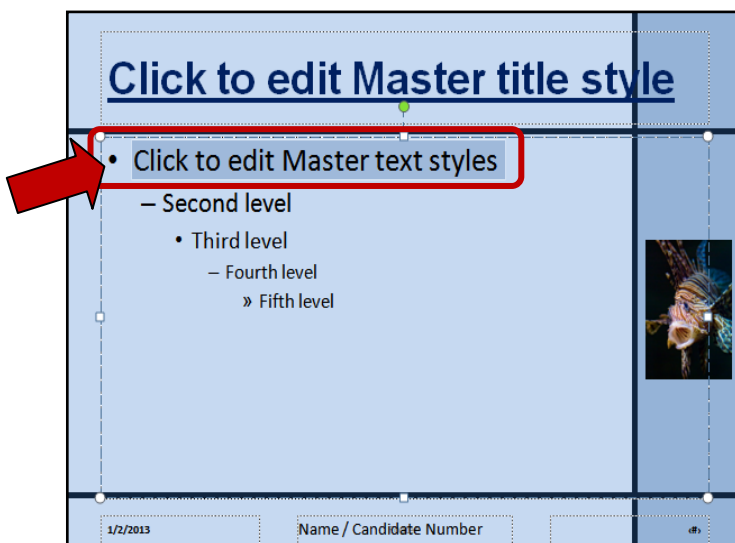 Click to edit Master title style
• Click to edit Master text styles
– Second level
• Third level
– Fourth level
» Fifth level
1/2/2013 Name / Candidate Number ‹#›